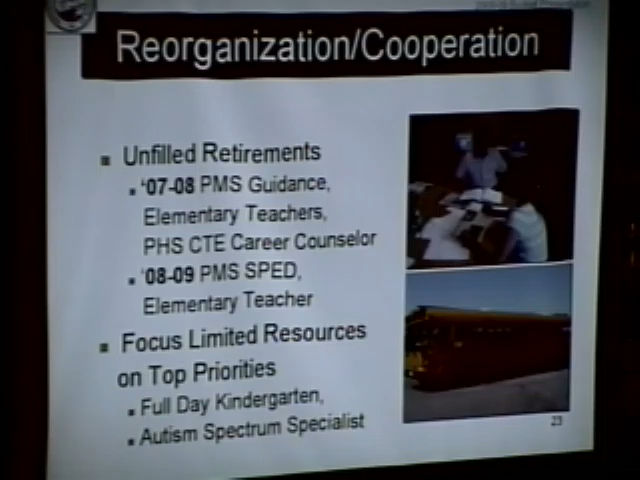 Reorganization/Cooperation
▪ Unfilled Retirements
▪ '07-08 PMS Guidance,
Elementary Teachers,
PHS CTE Career Counselor
▪ '08-09 PMS SPED,
Elementary Teacher
▪ Focus Limited Resources
on Top Priorities
▪ Full Day Kindergarten,
▪ Autism Spectrum Specialist
23